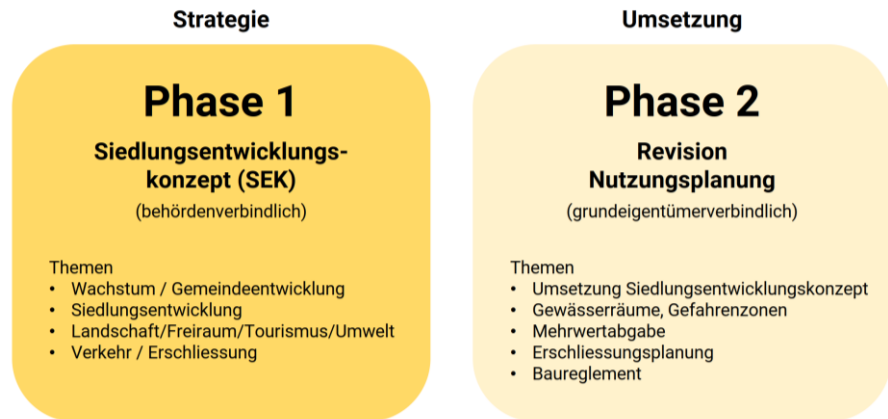 Strategie
Phase 1
Siedlungsentwicklungs-
konzept (SEK)
(behördenverbindlich)
Themen
• Wachstum / Gemeindeentwicklung
• Siedlungsentwicklung
• Landschaft/Freiraum/Tourismus/Umwelt
• Verkehr / Erschliessung
Umsetzung
Phase 2
Revision
Nutzungsplanung
(grundeigentümerverbindlich)
Themen
• Umsetzung Siedlungsentwicklungskonzept
• Gewässerräume, Gefahrenzonen
• Mehrwertabgabe
• Erschliessungsplanung
• Baureglement